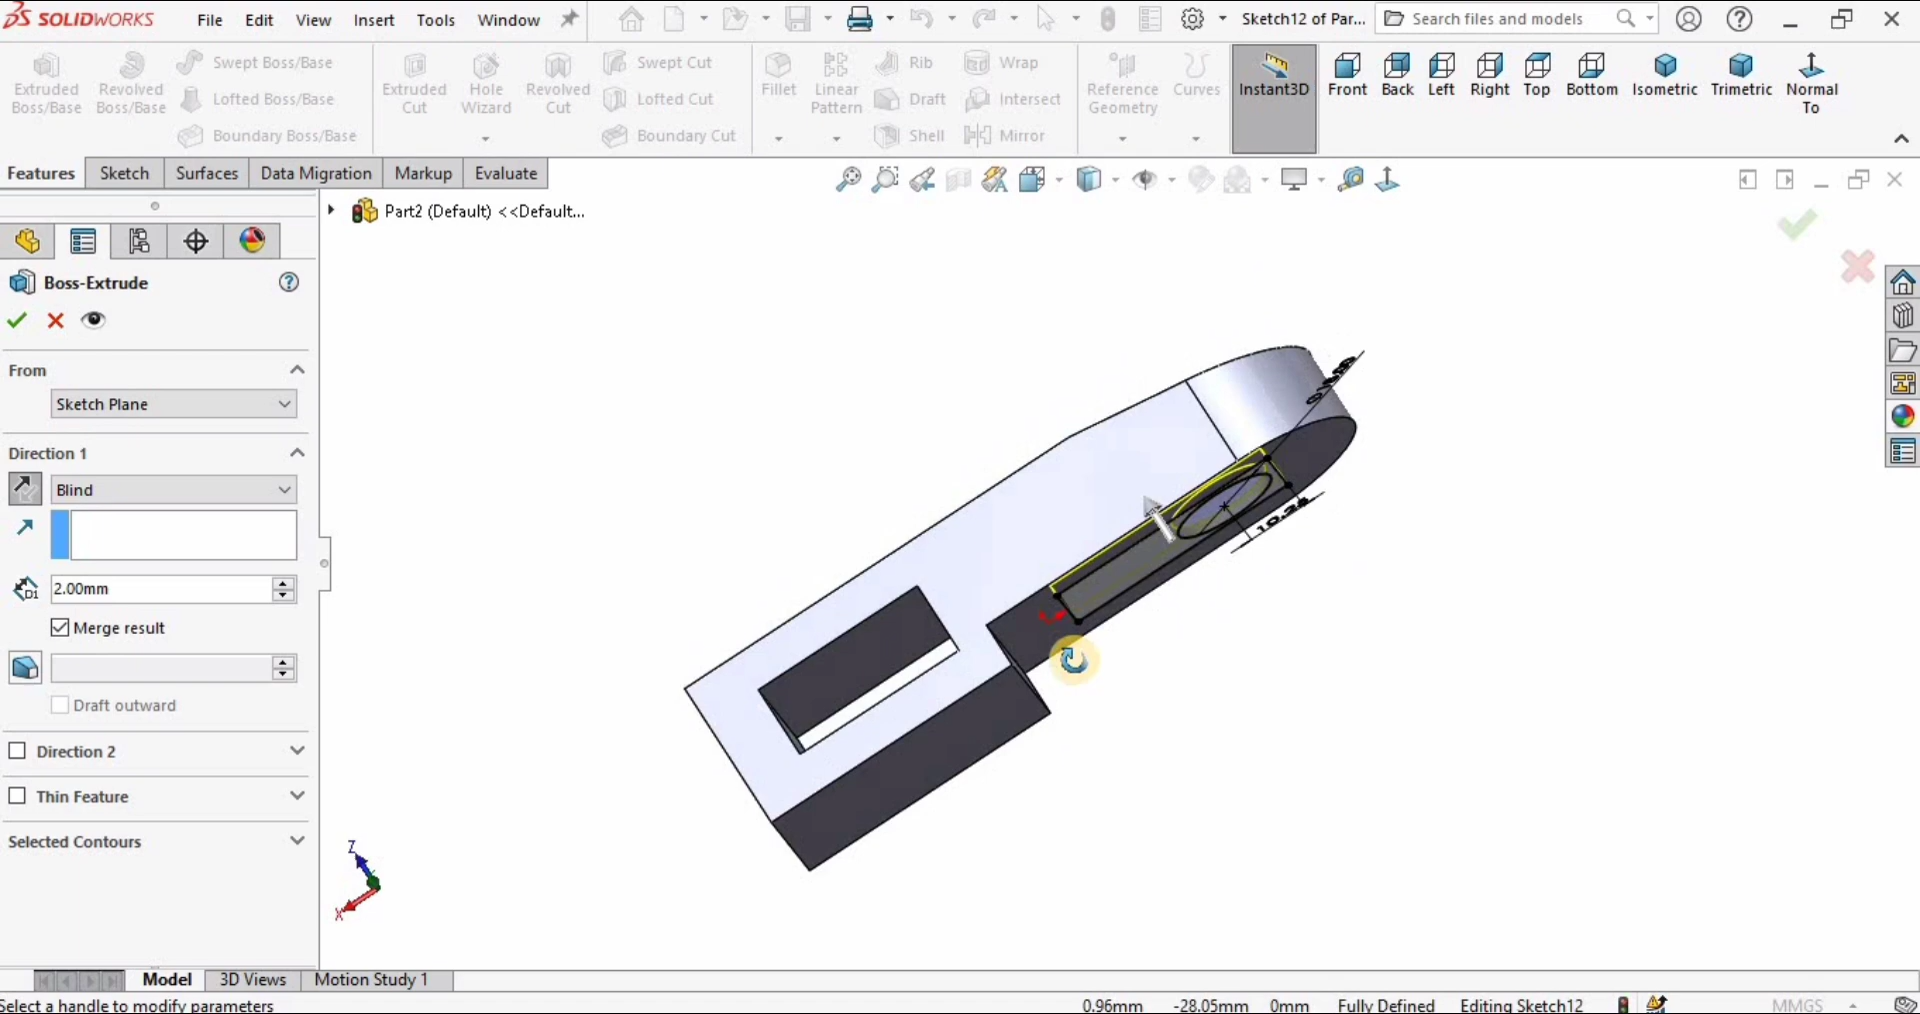 SOLIDWORKS File Edit View Insert Tools Window Sketch12 of Par... Search files and models
Extruded Boss/Base
Revolved Boss/Base
Swept Boss/Base
Lofted Boss/Base
Boundary Boss/Base
Extruded Cut
Hole Wizard
Revolved Cut
Swept Cut
Lofted Cut
Boundary Cut
Fillet
Linear Pattern
Rib
Draft
Shell
Wrap
Intersect
Mirror
Reference Geometry
Curves
Instant3D
Front
Back
Left
Right
Top
Bottom
Isometric
Trimetric
Normal To
Features Sketch Surfaces Data Migration Markup Evaluate
Part2 (Default) <<Default...
Boss-Extrude
From
Sketch Plane
Direction 1
Blind
D1 2.00mm
Merge result
Draft outward
Direction 2
Thin Feature
Selected Contours
Z
X
Model 3D Views Motion Study 1
Select a handle to modify parameters 0.96mm -28.05mm 0mm Fully Defined Editing Sketch12 MMGS